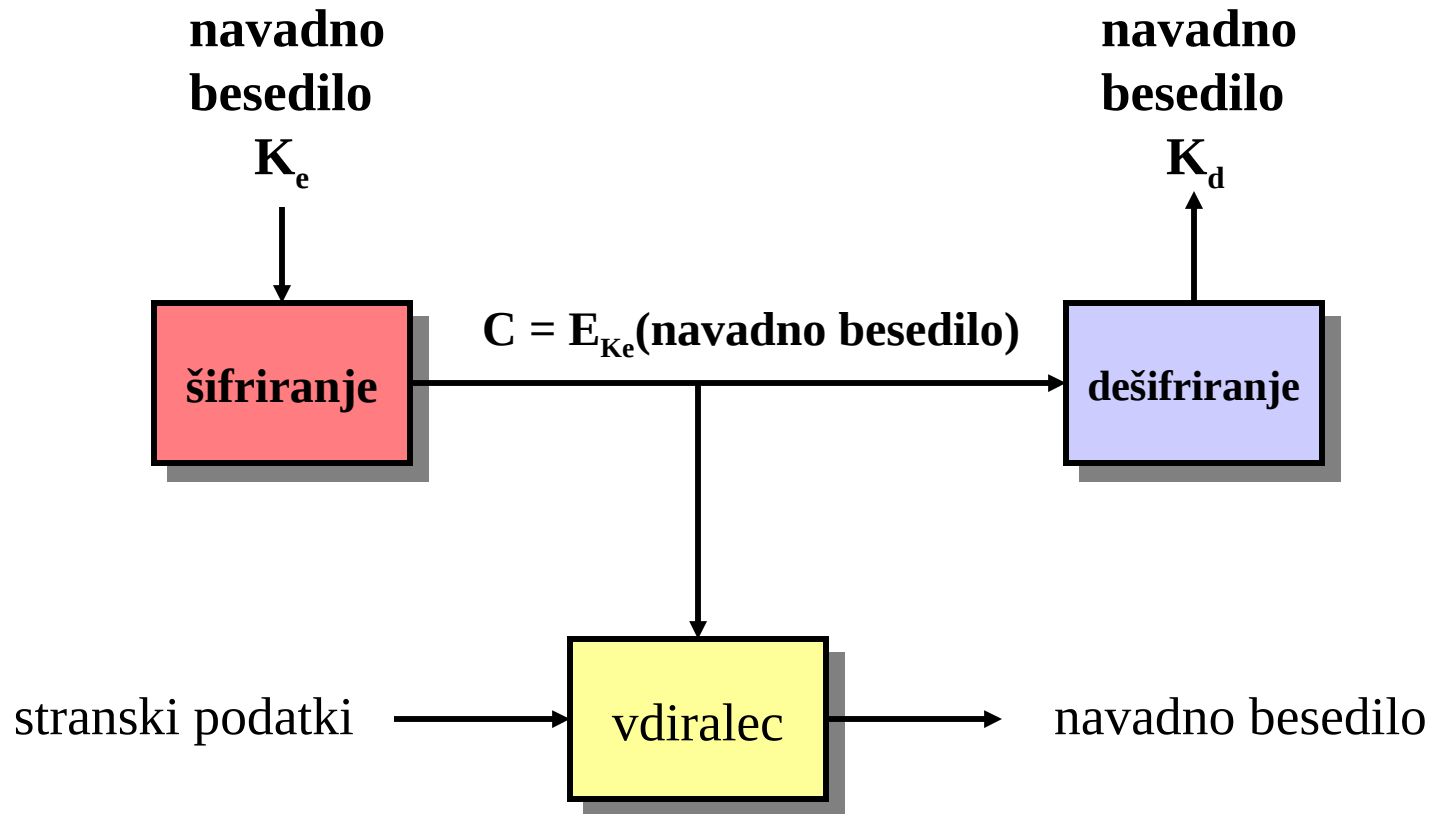 navadno
besedilo
Ke
navadno
besedilo
Kd
C = EKe(navadno besedilo)
šifriranje
dešifriranje
stranski podatki
vdiralec
navadno besedilo